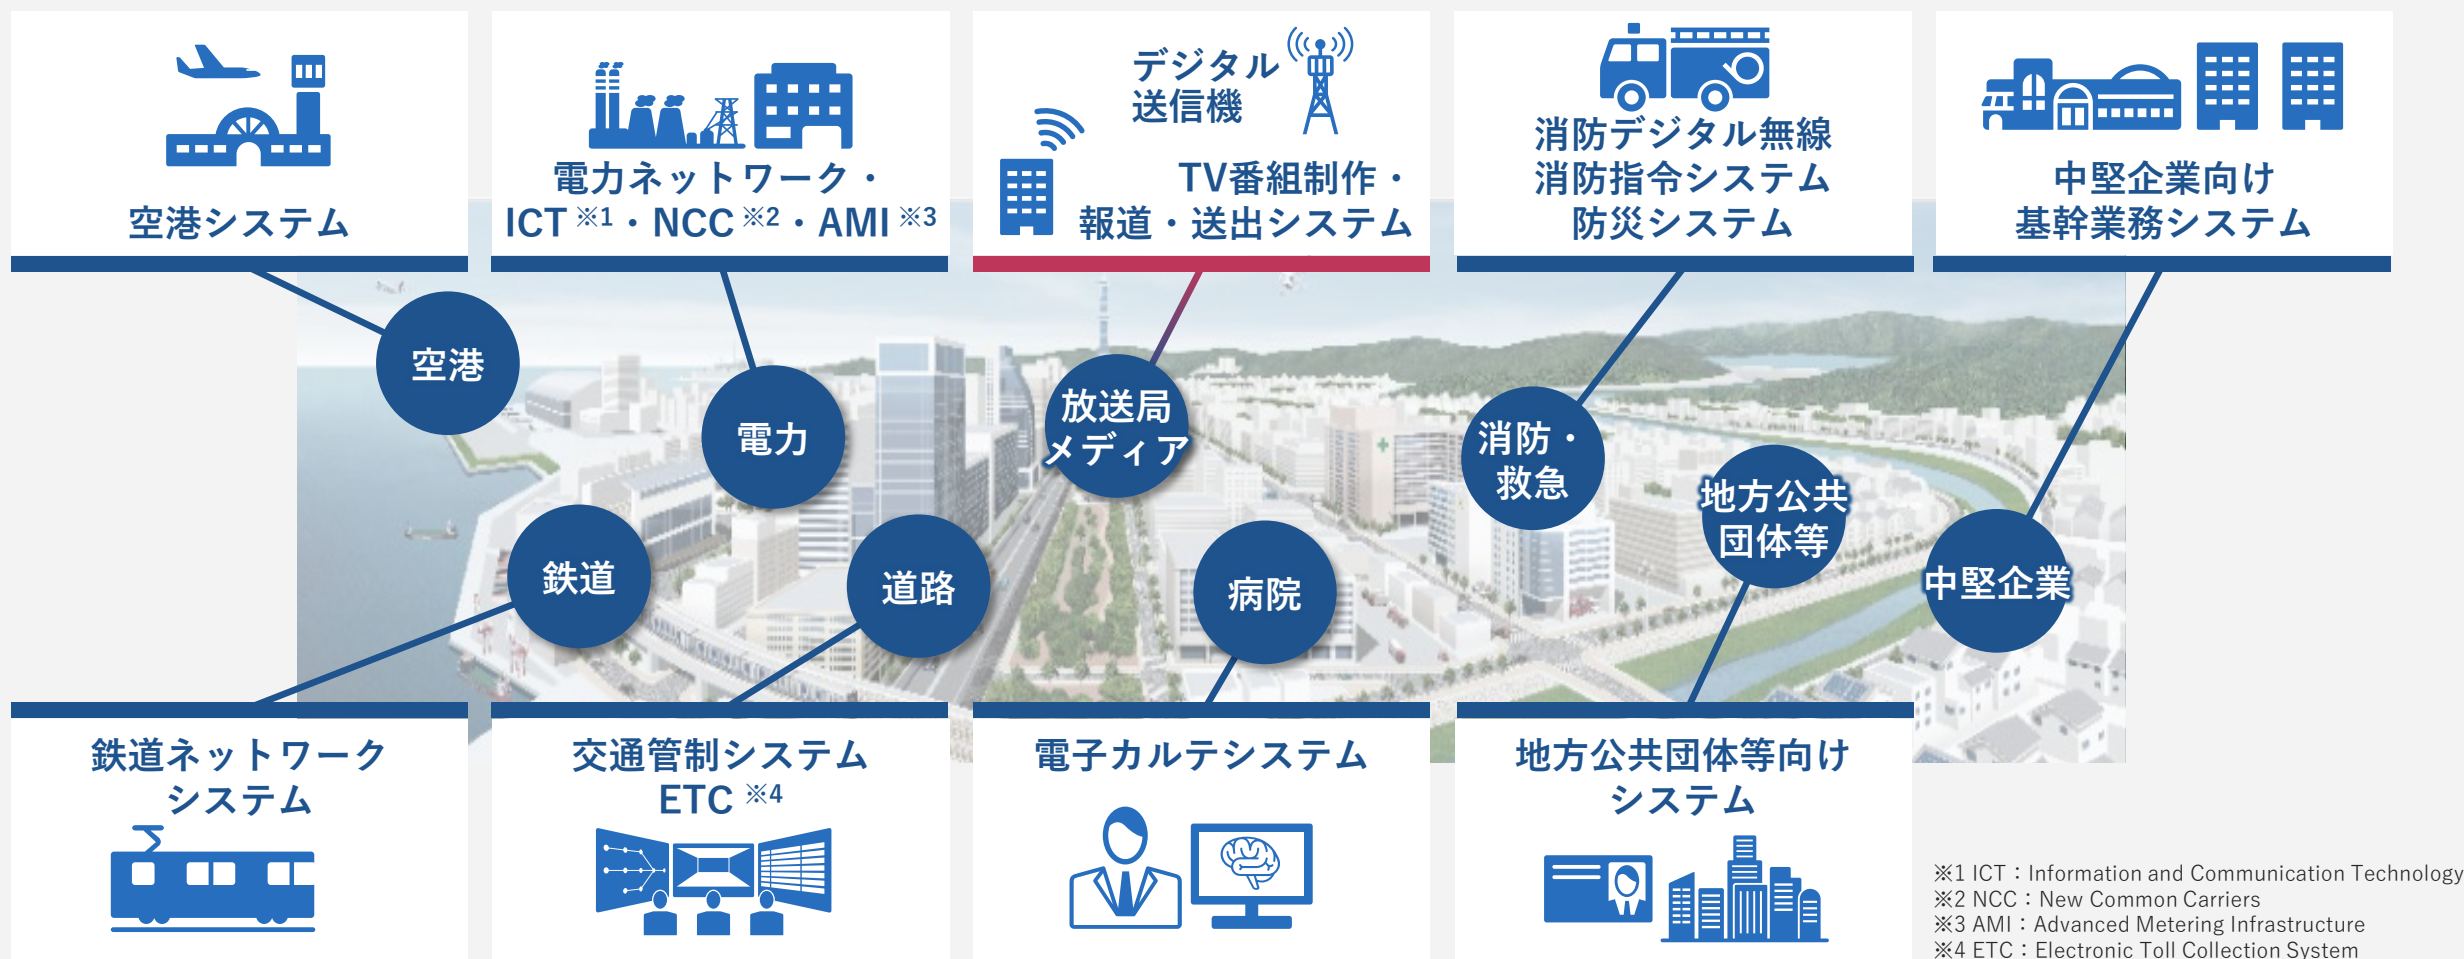 空港システム
電力ネットワーク・
ICT※1・NCC※2・AMI※3
デジタル
送信機
TV番組制作・
報道・送出システム
消防デジタル無線
消防指令システム
防災システム
中堅企業向け
基幹業務システム
空港
電力
放送局
メディア
消防・
救急
地方公共
団体等
中堅企業
鉄道
道路
病院
鉄道ネットワーク
システム
交通管制システム
ETC※4
電子カルテシステム
地方公共団体等向け
システム
※1 ICT：Information and Communication Technology
※2 NCC：New Common Carriers
※3 AMI：Advanced Metering Infrastructure
※4 ETC：Electronic Toll Collection System